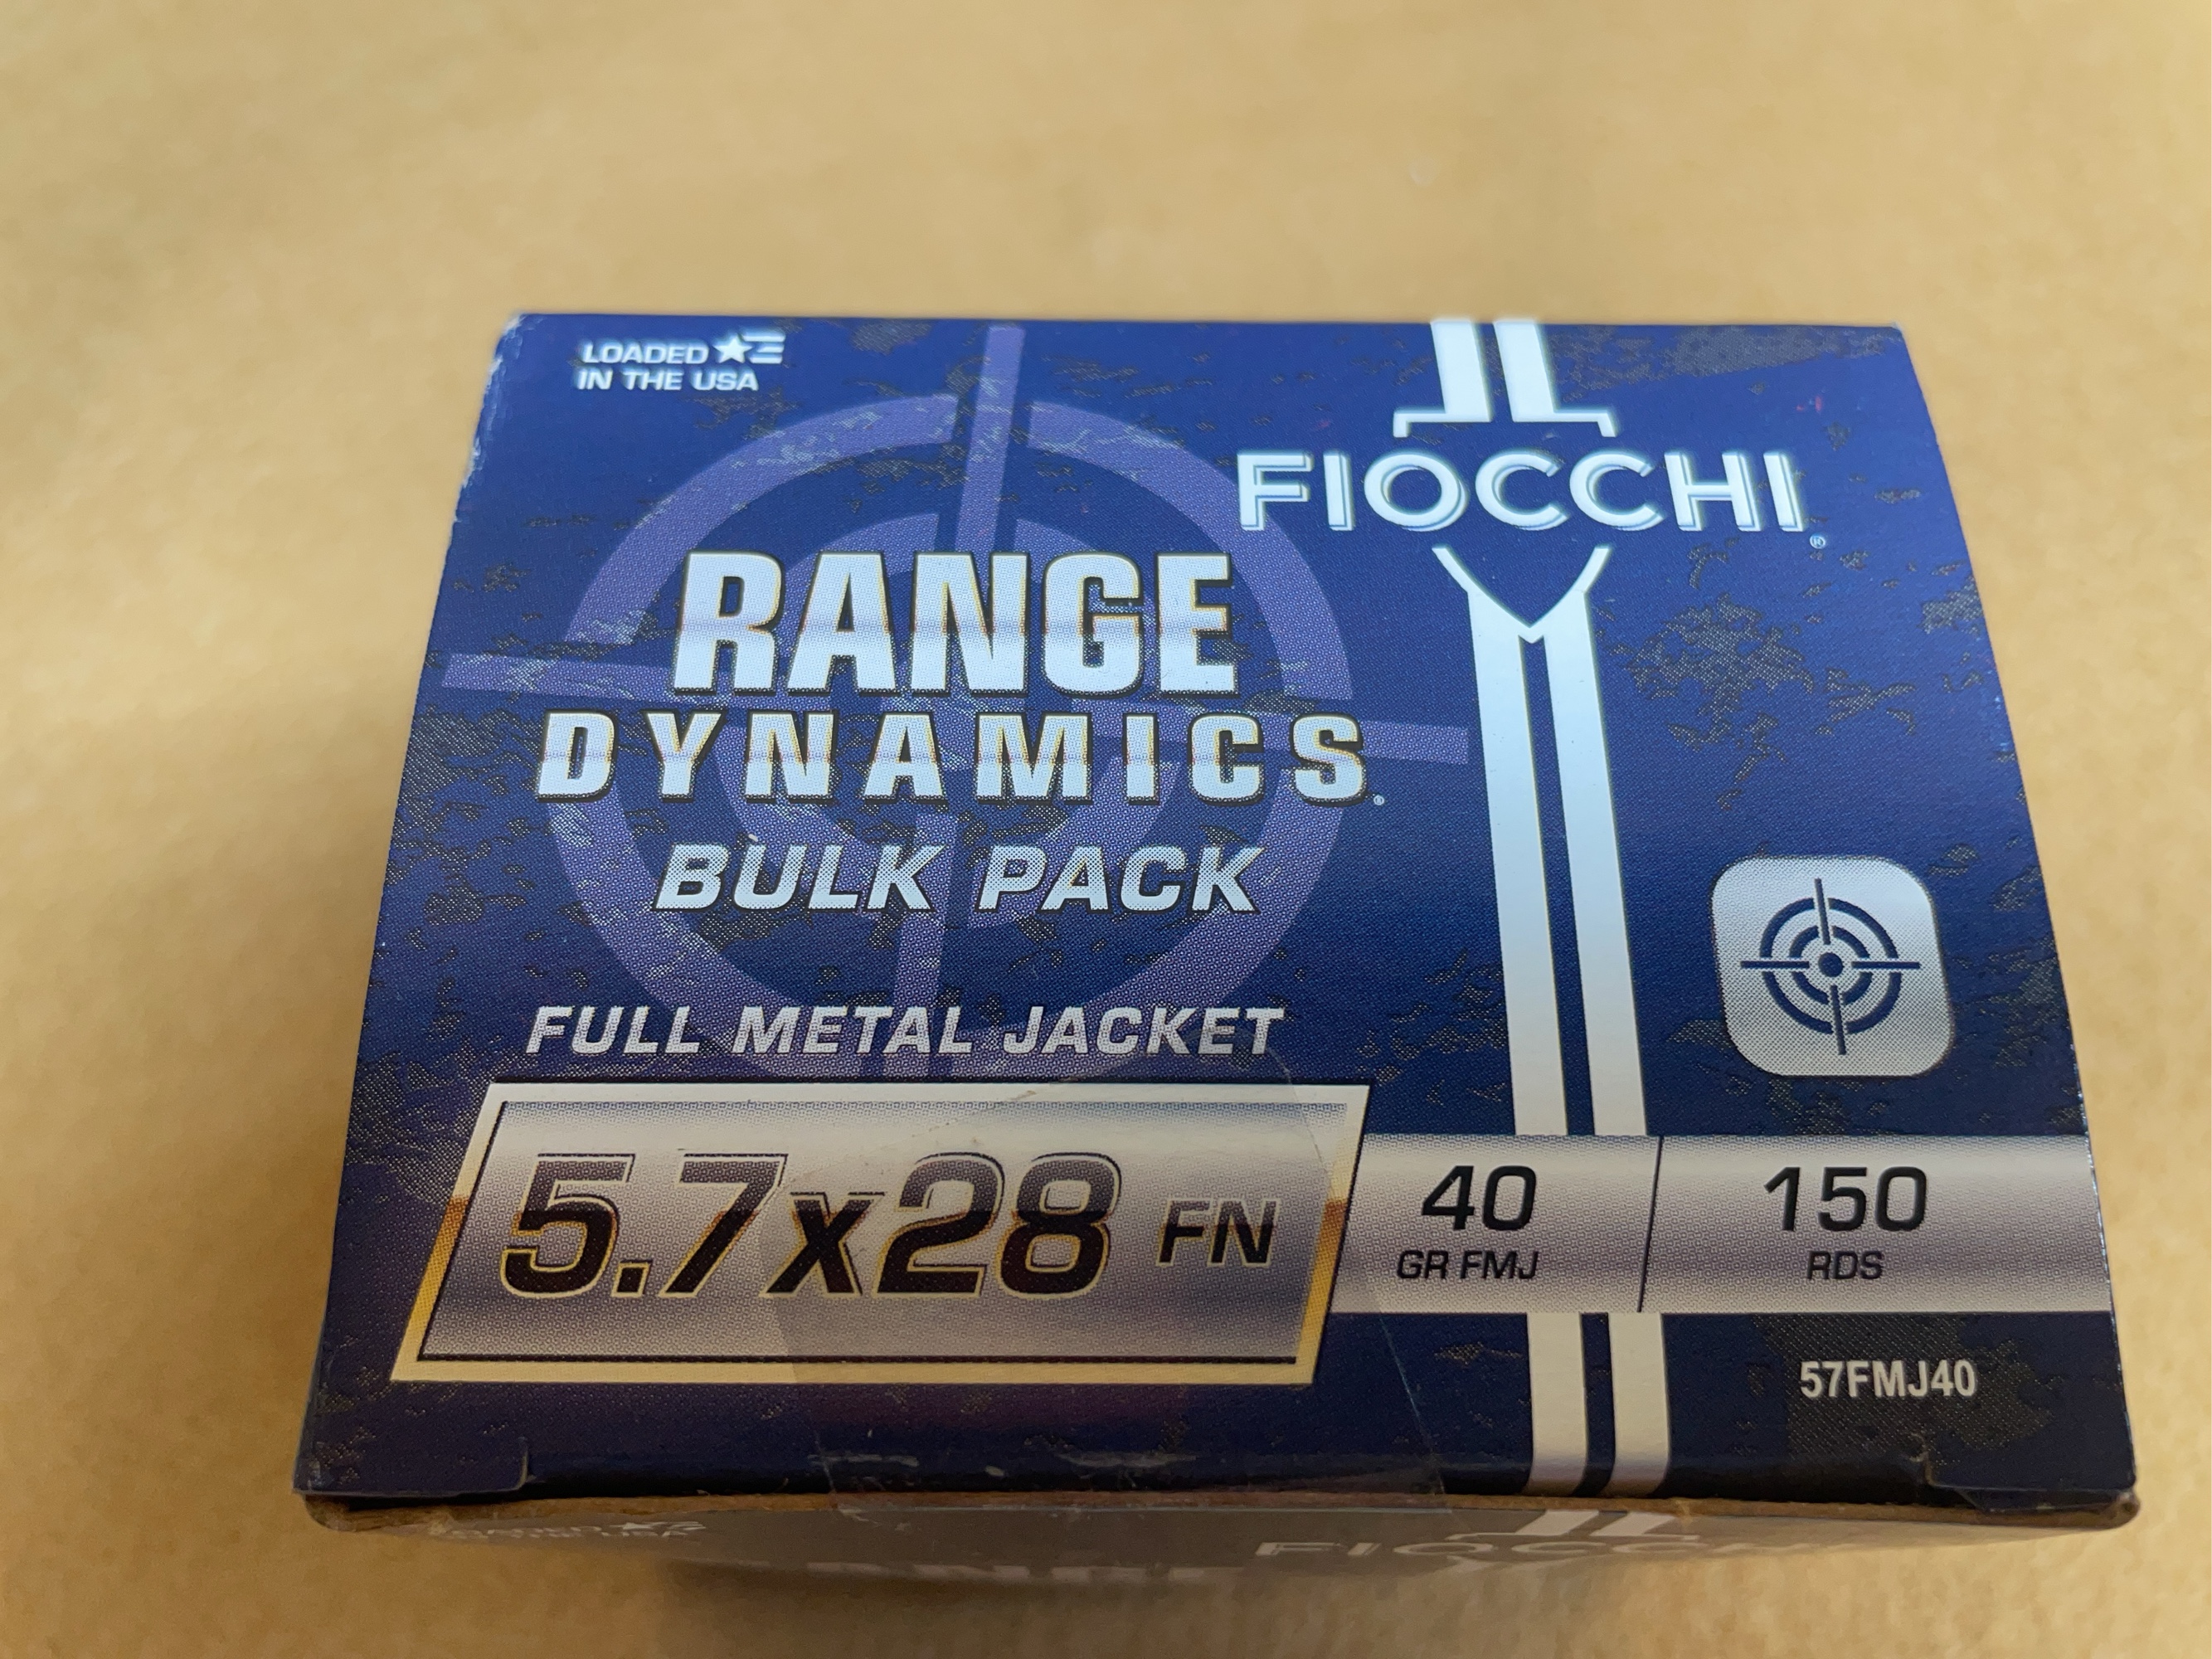 LOADED
IN THE USA
FIOCCHI®
RANGE
DYNAMICS®
BULK PACK
FULL METAL JACKET
5.7x28 FN
40
GR FMJ
150
RDS
57FMJ40